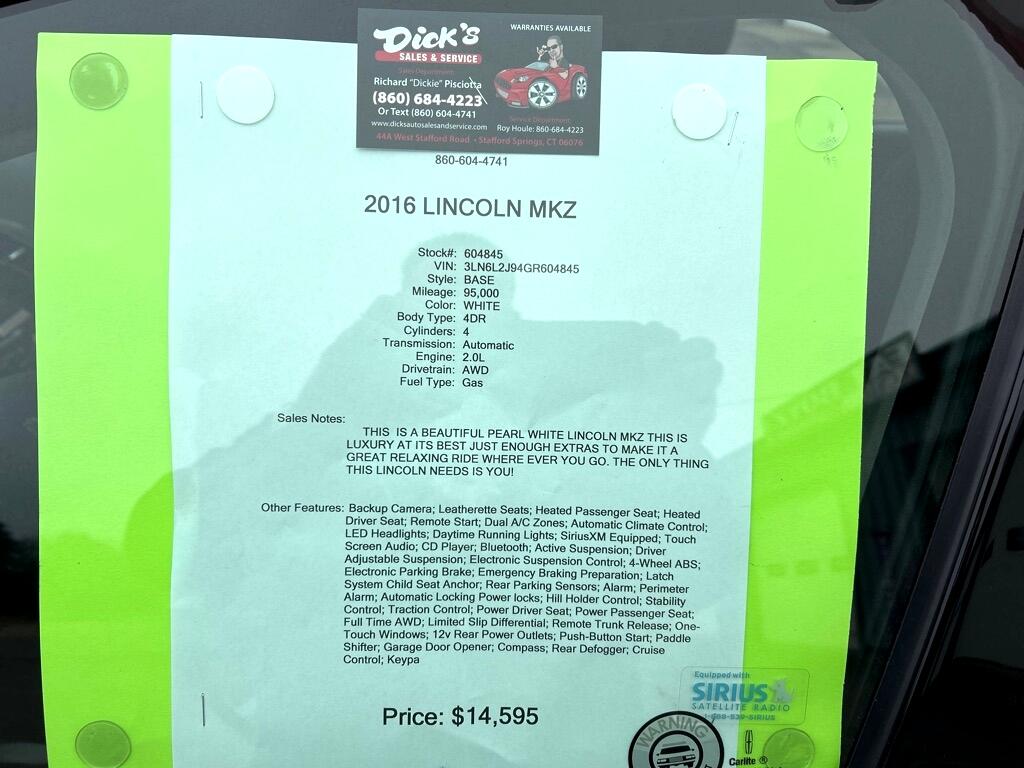 Dick's
SALES & SERVICE
WARRANTIES AVAILABLE
Sales Department
Richard "Dickie" Pisciotta
(860) 684-4223
Or Text (860) 604-4741
www.dicksautosalesandservice.com
Service Department
Roy Houle: 860-684-4223
44A West Stafford Road • Stafford Springs, CT 06076
860-604-4741
2016 LINCOLN MKZ
Stock#: 604845
VIN: 3LN6L2J94GR604845
Style: BASE
Mileage: 95,000
Color: WHITE
Body Type: 4DR
Cylinders: 4
Transmission: Automatic
Engine: 2.0L
Drivetrain: AWD
Fuel Type: Gas
Sales Notes:
THIS IS A BEAUTIFUL PEARL WHITE LINCOLN MKZ THIS IS
LUXURY AT ITS BEST JUST ENOUGH EXTRAS TO MAKE IT A
GREAT RELAXING RIDE WHERE EVER YOU GO. THE ONLY THING
THIS LINCOLN NEEDS IS YOU!
Other Features: Backup Camera; Leatherette Seats; Heated Passenger Seat; Heated
Driver Seat; Remote Start; Dual A/C Zones; Automatic Climate Control;
LED Headlights; Daytime Running Lights; SiriusXM Equipped; Touch
Screen Audio; CD Player; Bluetooth; Active Suspension; Driver
Adjustable Suspension; Electronic Suspension Control; 4-Wheel ABS;
Electronic Parking Brake; Emergency Braking Preparation; Latch
System Child Seat Anchor; Rear Parking Sensors; Alarm; Perimeter
Alarm; Automatic Locking Power locks; Hill Holder Control; Stability
Control; Traction Control; Power Driver Seat; Power Passenger Seat;
Full Time AWD; Limited Slip Differential; Remote Trunk Release; One-
Touch Windows; 12v Rear Power Outlets; Push-Button Start; Paddle
Shifter; Garage Door Opener; Compass; Rear Defogger; Cruise
Control; Keypa
Price: $14,595
Equipped with
SIRIUS
SATELLITE RADIO
1-888-539-SIRIUS
WARNING
Carlite ®